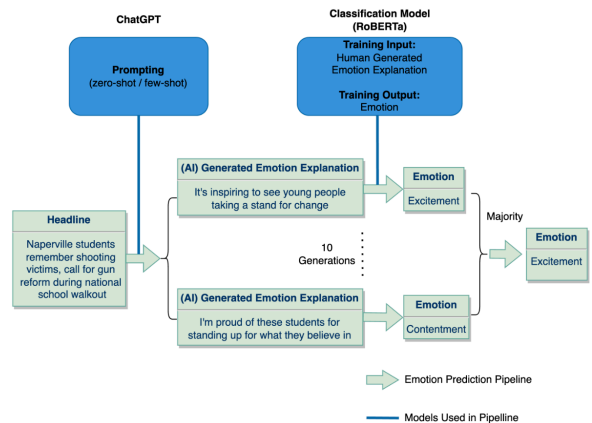 ChatGPT
Classification Model
(RoBERTa)
Prompting
(zero-shot / few-shot)
Training Input:
Human Generated
Emotion Explanation
Training Output:
Emotion
(AI) Generated Emotion Explanation
It's inspiring to see young people
taking a stand for change
Emotion
Excitement
Headline
Naperville students
remember shooting
victims, call for gun
reform during national
school walkout
10
Generations
Majority
Emotion
Excitement
(AI) Generated Emotion Explanation
I'm proud of these students for
standing up for what they believe in
Emotion
Contentment
Emotion Prediction Pipeline
Models Used in Pipelline